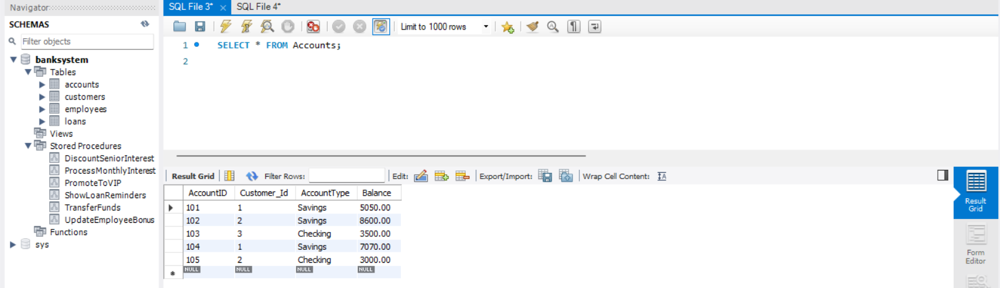 Navigator
SCHEMAS
Filter objects
banksystem
Tables
accounts
customers
employees
loans
Views
Stored Procedures
DiscountSeniorInterest
ProcessMonthlyInterest
PromoteToVIP
ShowLoanReminders
TransferFunds
UpdateEmployeeBonus
Functions
sys
SQL File 3* × SQL File 4*
Limit to 1000 rows
1 SELECT * FROM Accounts;
2
Result Grid Filter Rows: Edit: Export/Import: Wrap Cell Content: IA
AccountID Customer_Id AccountType Balance
101 1 Savings 5050.00
102 2 Savings 8600.00
103 3 Checking 3500.00
104 1 Savings 7070.00
105 2 Checking 3000.00
NULL NULL NULL NULL
Result
Grid
Form
Editor